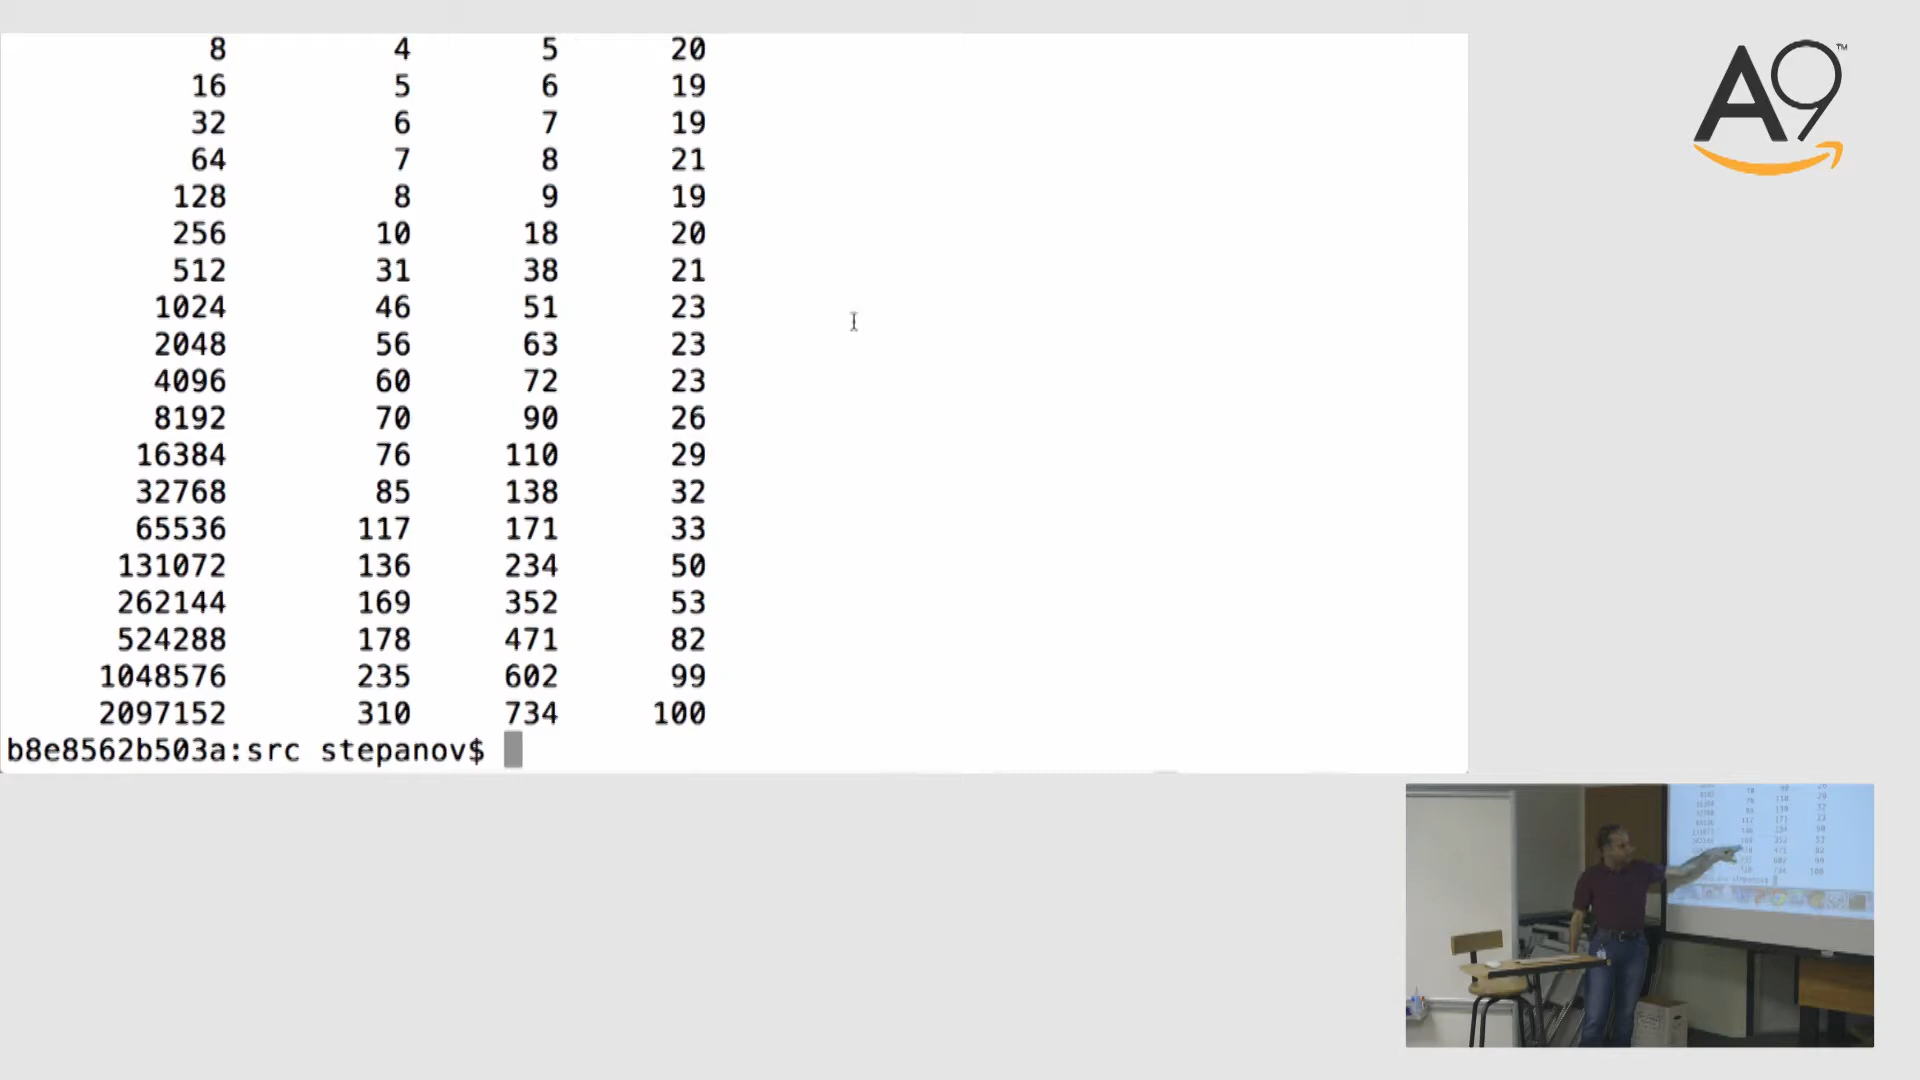 A9™
8 4 5 20
16 5 6 19
32 6 7 19
64 7 8 21
128 8 9 19
256 10 18 20
512 31 38 21
1024 46 51 23
2048 56 63 23
4096 60 72 23
8192 70 90 26
16384 76 110 29
32768 85 138 32
65536 117 171 33
131072 136 234 50
262144 169 352 53
524288 178 471 82
1048576 235 602 99
2097152 310 734 100
b8e8562b503a:src stepanov$